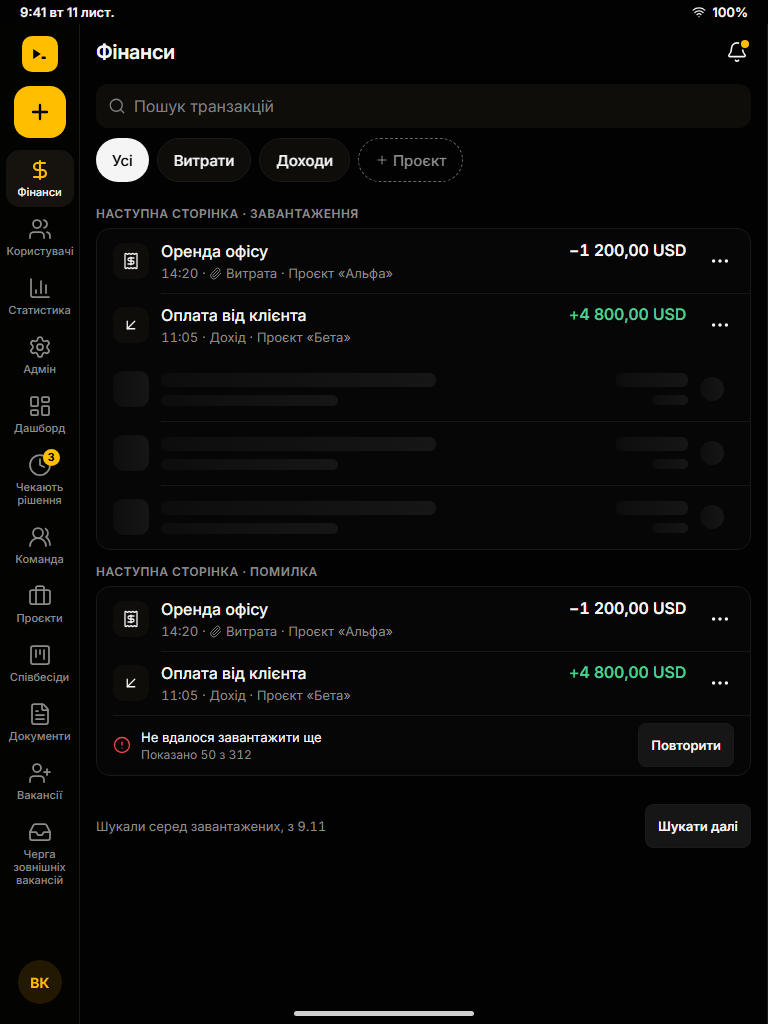 9:41 вт 11 лист.
100%
Фінанси
Користувачі
Статистика
Адмін
Дашборд
3
Чекають
рішення
Команда
Проєкти
Співбесіди
Документи
Вакансії
Черга
зовнішніх
вакансій
ВК
Фінанси
Пошук транзакцій
Усі
Витрати
Доходи
+ Проєкт
НАСТУПНА СТОРІНКА · ЗАВАНТАЖЕННЯ
Оренда офісу
−1 200,00 USD
14:20 · Витрата · Проєкт «Альфа»
Оплата від клієнта
+4 800,00 USD
11:05 · Дохід · Проєкт «Бета»
НАСТУПНА СТОРІНКА · ПОМИЛКА
Оренда офісу
−1 200,00 USD
14:20 · Витрата · Проєкт «Альфа»
Оплата від клієнта
+4 800,00 USD
11:05 · Дохід · Проєкт «Бета»
Не вдалося завантажити ще
Показано 50 з 312
Повторити
Шукали серед завантажених, з 9.11
Шукати далі